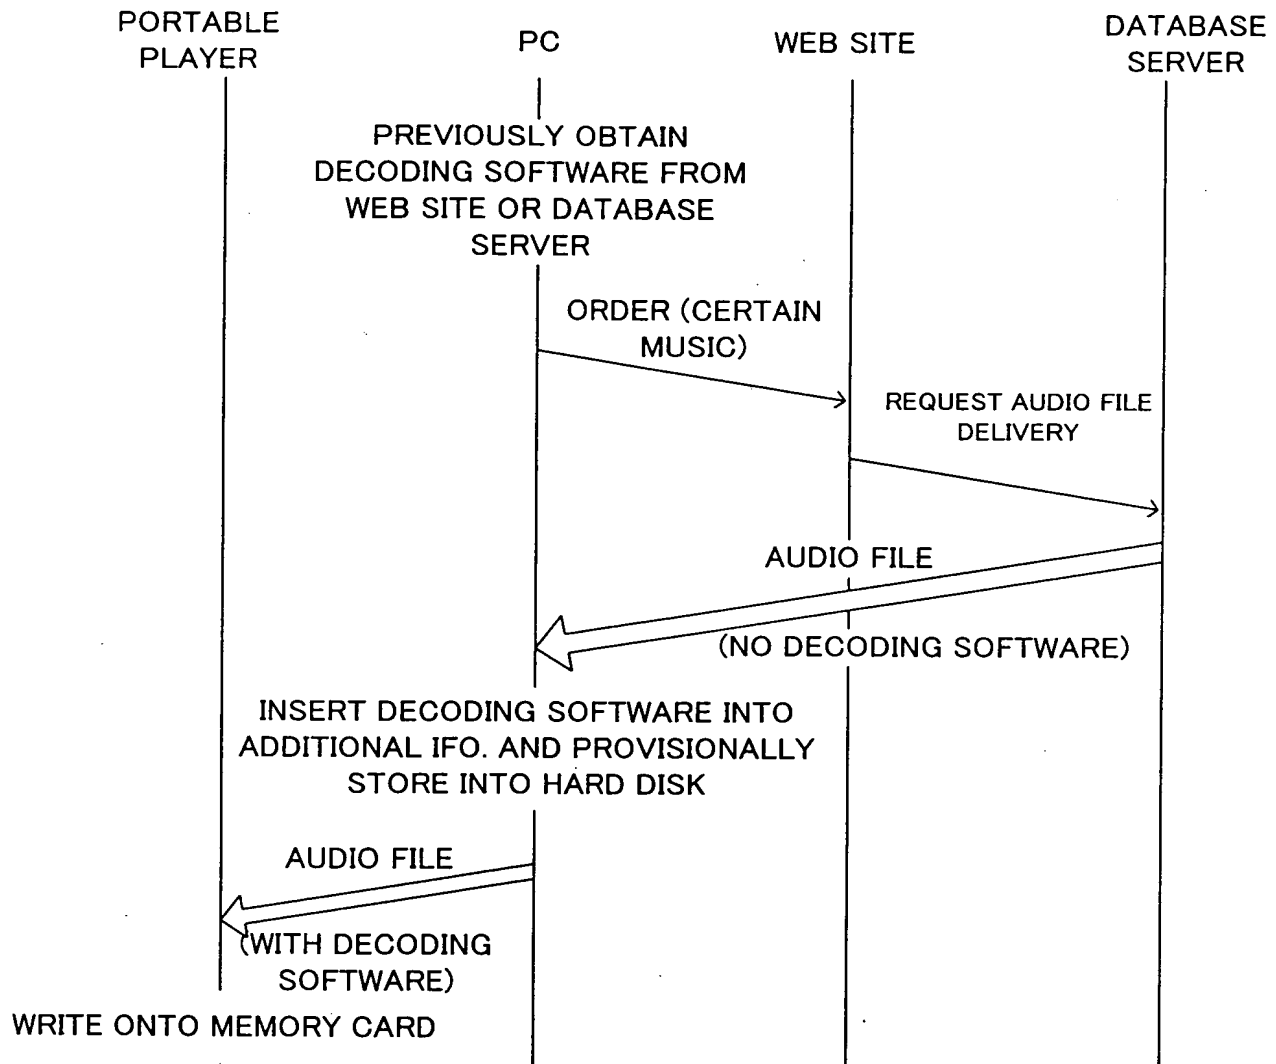 PORTABLE
PLAYER
PC
WEB SITE
DATABASE
SERVER
PREVIOUSLY OBTAIN
DECODING SOFTWARE FROM
WEB SITE OR DATABASE
SERVER
ORDER (CERTAIN
MUSIC)
REQUEST AUDIO FILE
DELIVERY
AUDIO FILE
(NO DECODING SOFTWARE)
INSERT DECODING SOFTWARE INTO
ADDITIONAL IFO. AND PROVISIONALLY
STORE INTO HARD DISK
AUDIO FILE
(WITH DECODING
SOFTWARE)
WRITE ONTO MEMORY CARD